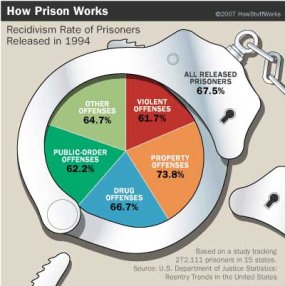 How Prison Works
©2007 HowStuffWorks
Recidivism Rate of Prisoners
Released in 1994
ALL RELEASED
PRISONERS
67.5%
OTHER
OFFENSES
64.7%
VIOLENT
OFFENSES
61.7%
PUBLIC-ORDER
OFFENSES
62.2%
PROPERTY
OFFENSES
73.8%
DRUG
OFFENSES
66.7%
Based on a study tracking
272,111 prisoners in 15 states.
Source: U.S. Department of Justice Statistics:
Reentry Trends in the United States